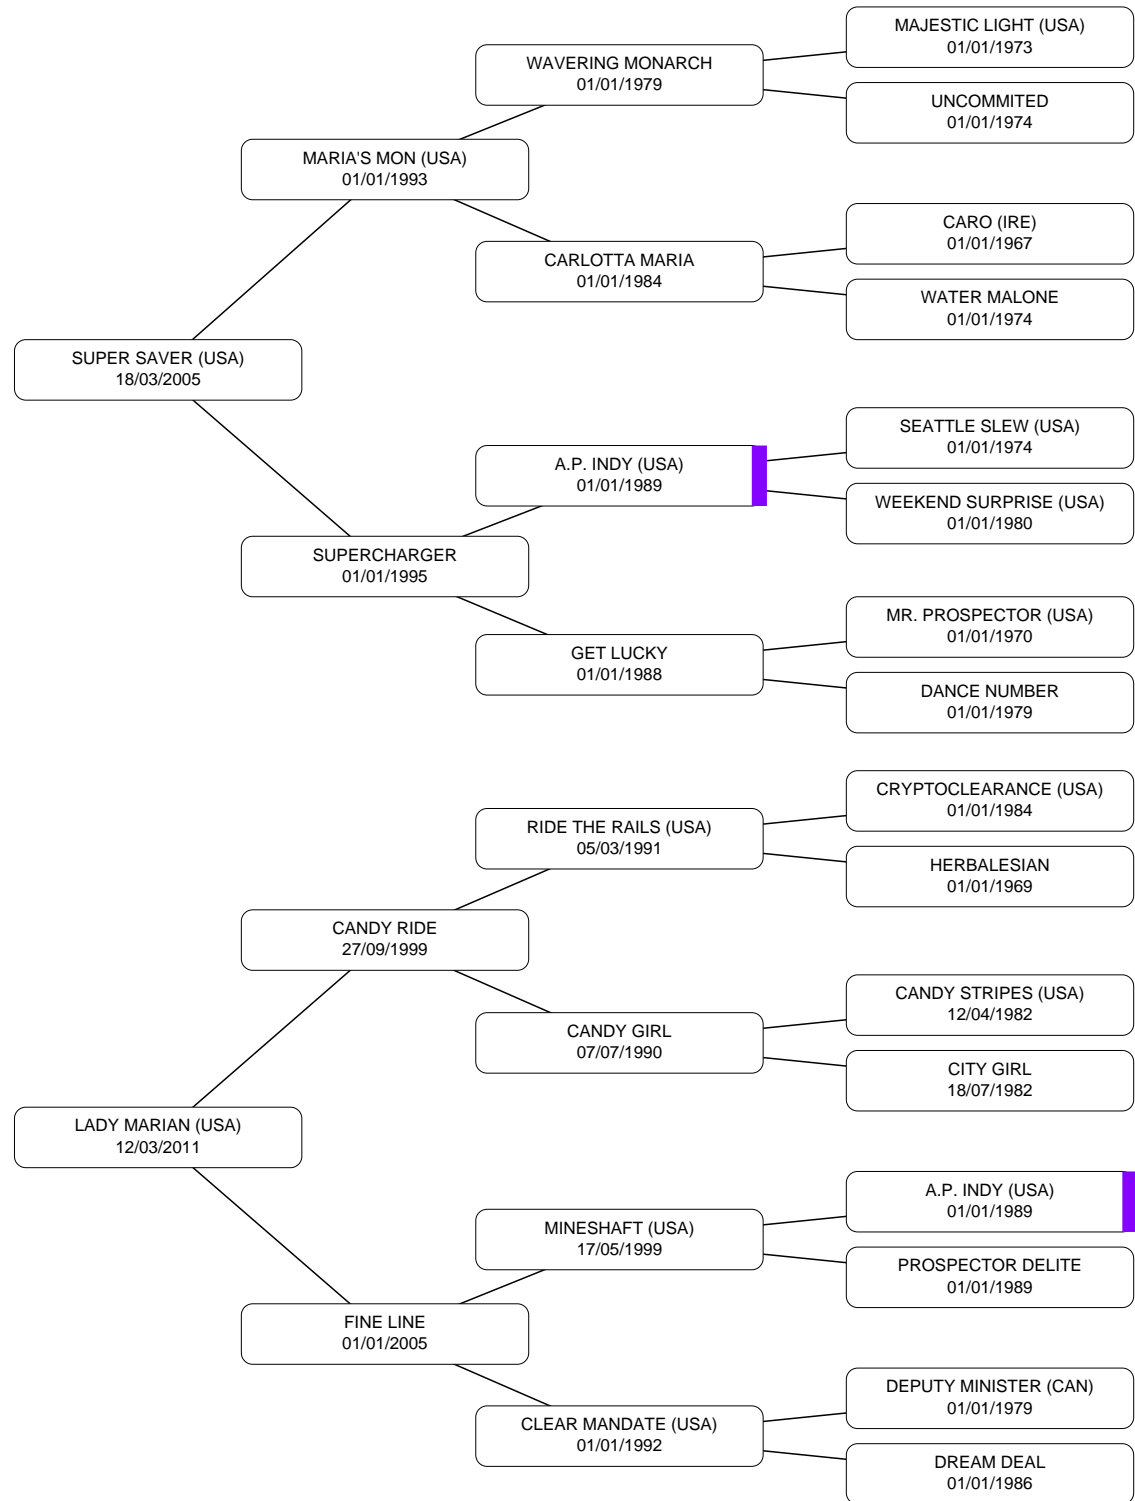 MAJESTIC LIGHT (USA)
01/01/1973
WAVERING MONARCH
01/01/1979
UNCOMMITED
01/01/1974
MARIA'S MON (USA)
01/01/1993
CARO (IRE)
01/01/1967
CARLOTTA MARIA
01/01/1984
WATER MALONE
01/01/1974
SUPER SAVER (USA)
18/03/2005
SEATTLE SLEW (USA)
01/01/1974
A.P. INDY (USA)
01/01/1989
WEEKEND SURPRISE (USA)
01/01/1980
SUPERCHARGER
01/01/1995
MR. PROSPECTOR (USA)
01/01/1970
GET LUCKY
01/01/1988
DANCE NUMBER
01/01/1979
CRYPTOCLEARANCE (USA)
01/01/1984
RIDE THE RAILS (USA)
05/03/1991
HERBALESIAN
01/01/1969
CANDY RIDE
27/09/1999
CANDY STRIPES (USA)
12/04/1982
CANDY GIRL
07/07/1990
CITY GIRL
18/07/1982
LADY MARIAN (USA)
12/03/2011
A.P. INDY (USA)
01/01/1989
MINESHAFT (USA)
17/05/1999
PROSPECTOR DELITE
01/01/1989
FINE LINE
01/01/2005
DEPUTY MINISTER (CAN)
01/01/1979
CLEAR MANDATE (USA)
01/01/1992
DREAM DEAL
01/01/1986